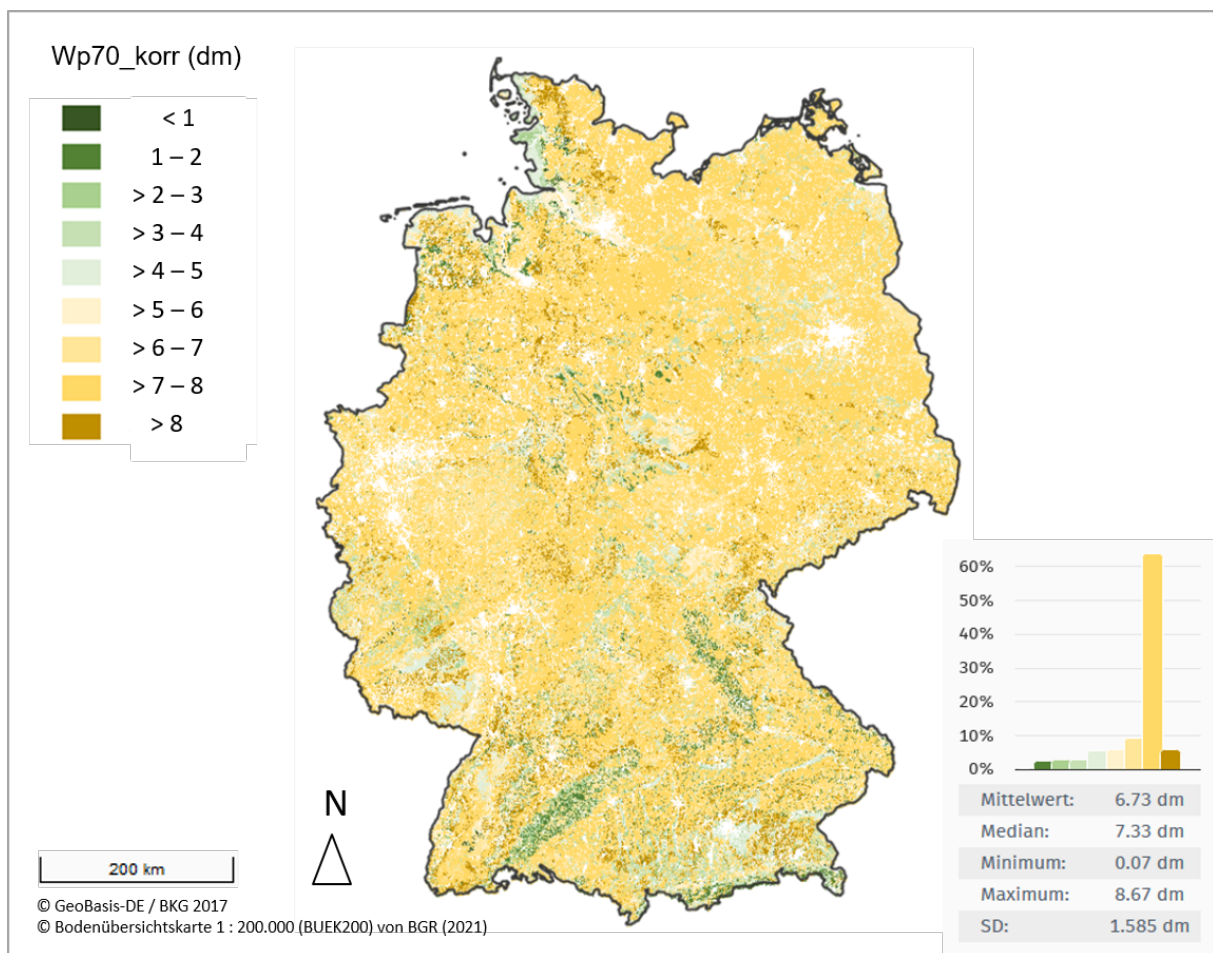 Wp70_korr (dm)
< 1
1 – 2
> 2 – 3
> 3 – 4
> 4 – 5
> 5 – 6
> 6 – 7
> 7 – 8
> 8
N
200 km
© GeoBasis-DE / BKG 2017
© Bodenübersichtskarte 1 : 200.000 (BUEK200) von BGR (2021)
60%
50%
40%
30%
20%
10%
0%
Mittelwert: 6.73 dm
Median: 7.33 dm
Minimum: 0.07 dm
Maximum: 8.67 dm
SD: 1.585 dm